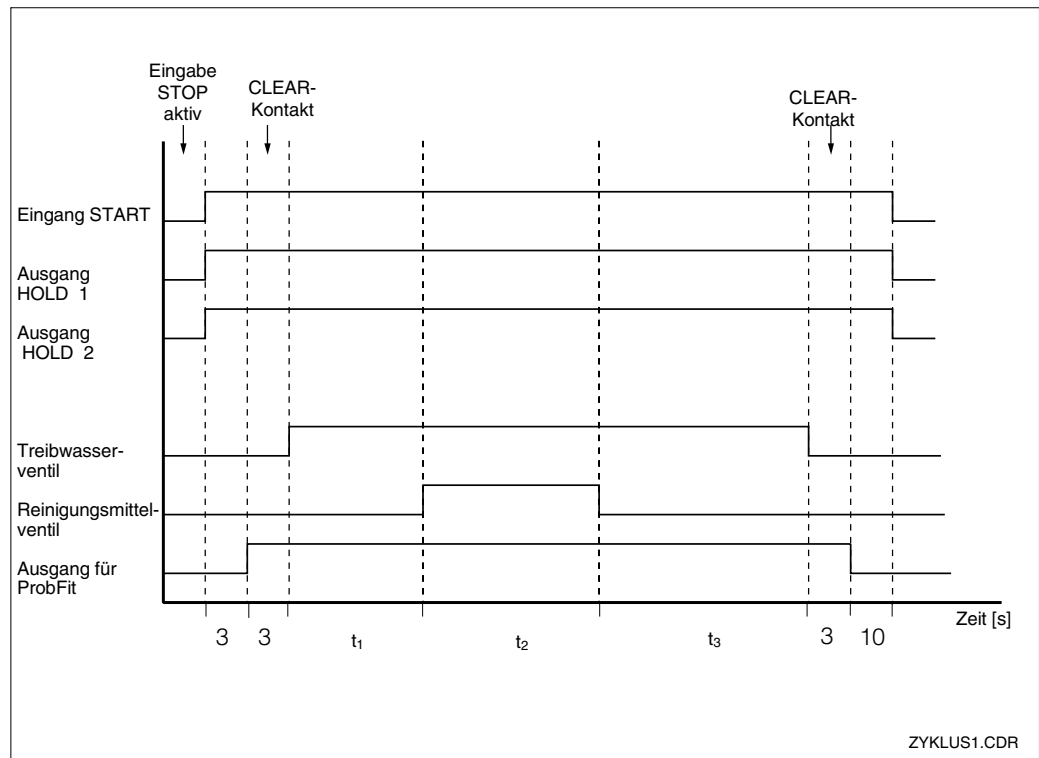 Eingabe
STOP
aktiv
CLEAR-
Kontakt
CLEAR-
Kontakt
Eingang START
Ausgang
HOLD 1
Ausgang
HOLD 2
Treibwasser-
ventil
Reinigungsmittel-
ventil
Ausgang für
ProbFit
Zeit [s]
3 3 t₁ t₂ t₃ 3 10
ZYKLUS1.CDR